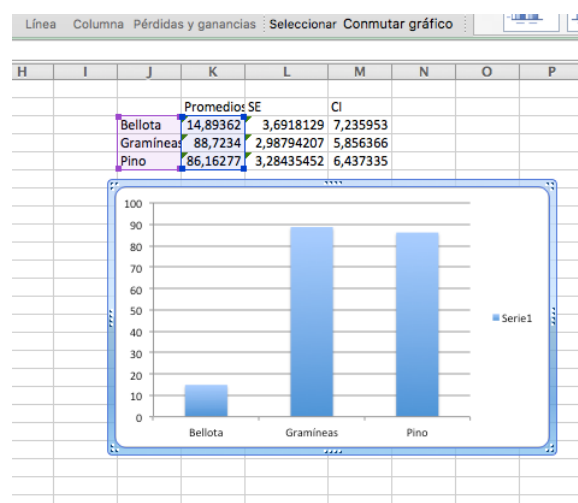 Línea Columna Pérdidas y ganancias Seleccionar Conmutar gráfico
H I J K L M N O P
Promedios SE CI
Bellota 14,89362 3,6918129 7,235953
Gramíneas 88,7234 2,98794207 5,856366
Pino 86,16277 3,28435452 6,437335
100
90
80
70
60
50
40
30
20
10
0
Serie1
Bellota Gramíneas Pino